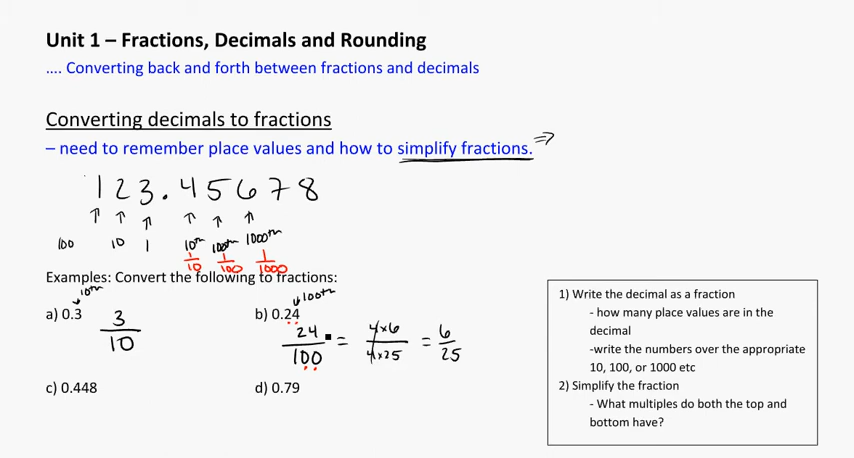 Unit 1 – Fractions, Decimals and Rounding
…. Converting back and forth between fractions and decimals
Converting decimals to fractions
– need to remember place values and how to simplify fractions. ⇒
123.45678
↑ ↑ ↑ ↑ ↑ ↑
100 10 1 10th 100th 1000th
1/10 1/100 1/1000
Examples: Convert the following to fractions:
10th 100th
a) 0.3 3/10
b) 0.24
24/100 = 4×6/4×25 = 6/25
c) 0.448
d) 0.79
1) Write the decimal as a fraction
- how many place values are in the
decimal
-write the numbers over the appropriate
10, 100, or 1000 etc
2) Simplify the fraction
- What multiples do both the top and
bottom have?